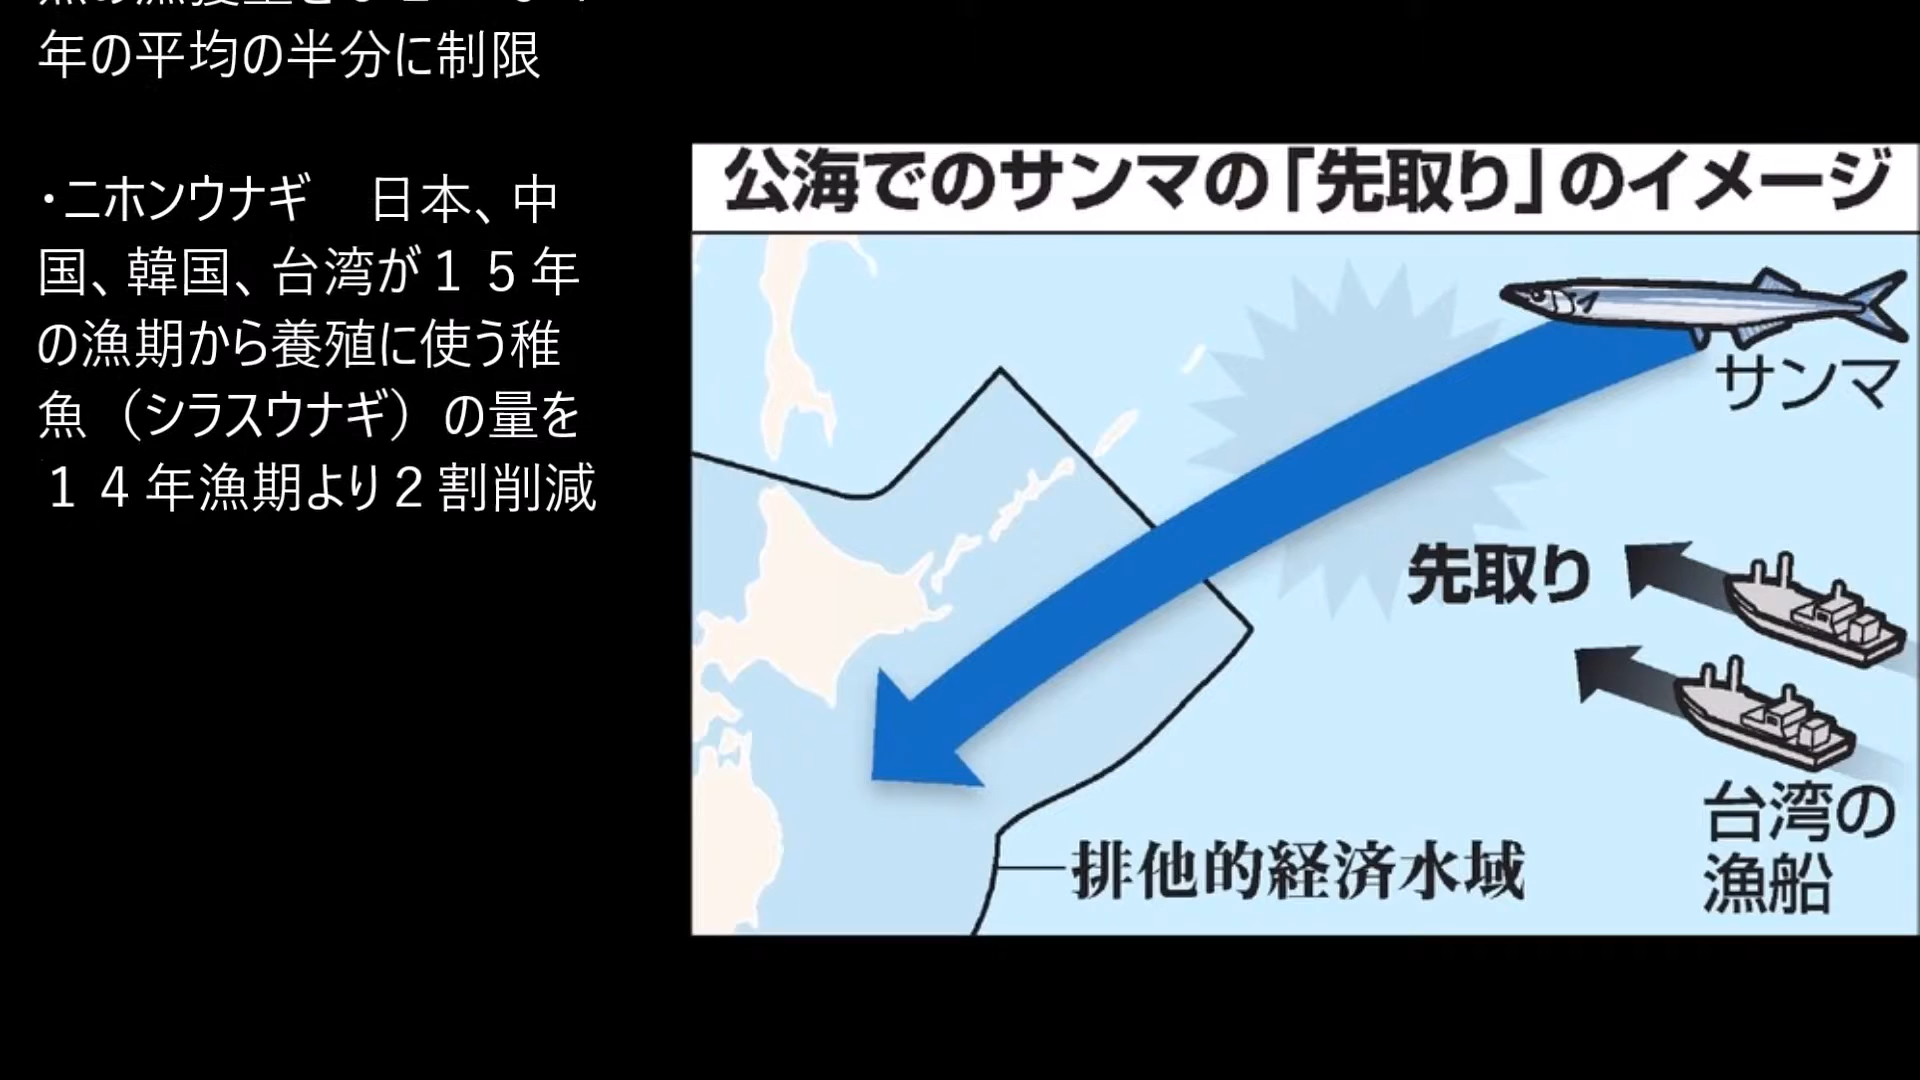 年の平均の半分に制限
・ニホンウナギ　日本、中
国、韓国、台湾が１５年
の漁期から養殖に使う稚
魚（シラスウナギ）の量を
１４年漁期より２割削減
公海でのサンマの「先取り」のイメージ
サンマ
先取り
台湾の
漁船
排他的経済水域